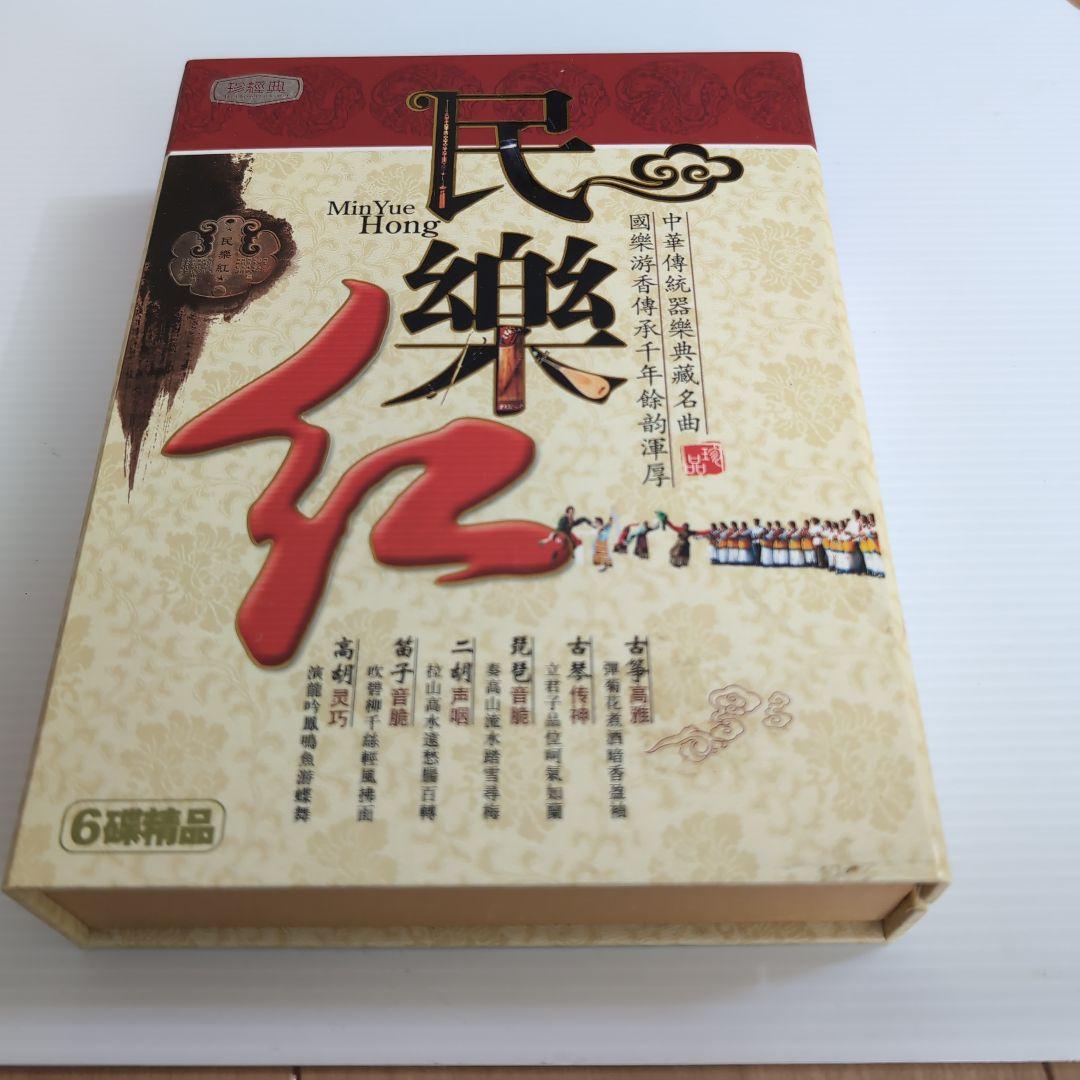 珍經典
民樂紅
MinYue
Hong
民樂紅
中華傳統器樂典藏名曲
國樂游香傳承千年餘韵渾厚
珍品
古筝高雅
彈菊花煮酒暗香盈袖
古琴传神
立君子品位呵氣如蘭
琵琶音脆
奏高山流水踏雪尋梅
二胡声咽
拉山高水遠愁腸百轉
笛子音脆
吹碧柳千絲輕風拂面
高胡灵巧
演龍吟鳳鳴魚游蝶舞
6碟精品